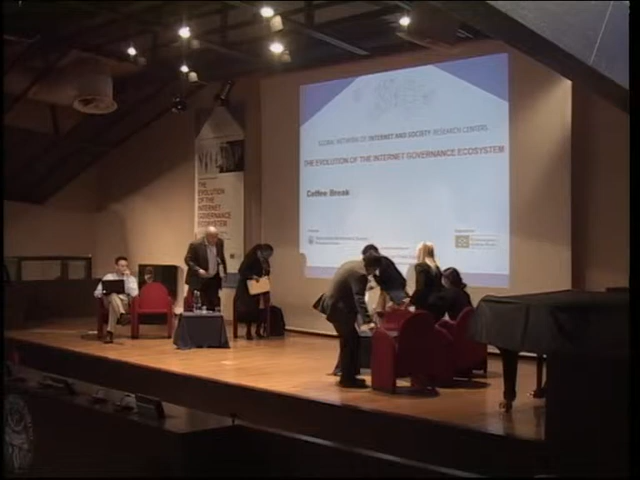 GLOBAL NETWORK OF INTERNET AND SOCIETY RESEARCH CENTERS
THE EVOLUTION OF THE INTERNET GOVERNANCE ECOSYSTEM
Coffee Break
THE
EVOLUTION
OF THE
INTERNET
GOVERNANCE
ECOSYSTEM